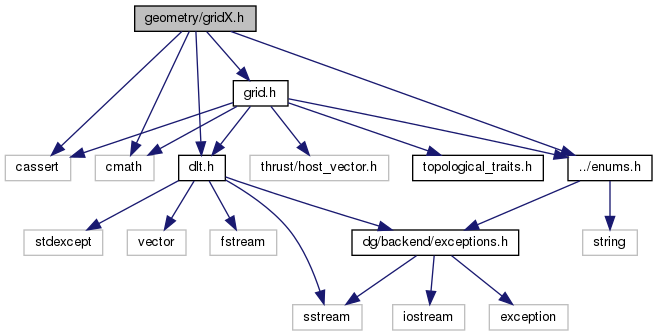 geometry/gridX.h
grid.h
cassert
cmath
dlt.h
thrust/host_vector.h
topological_traits.h
../enums.h
stdexcept
vector
fstream
dg/backend/exceptions.h
string
sstream
iostream
exception